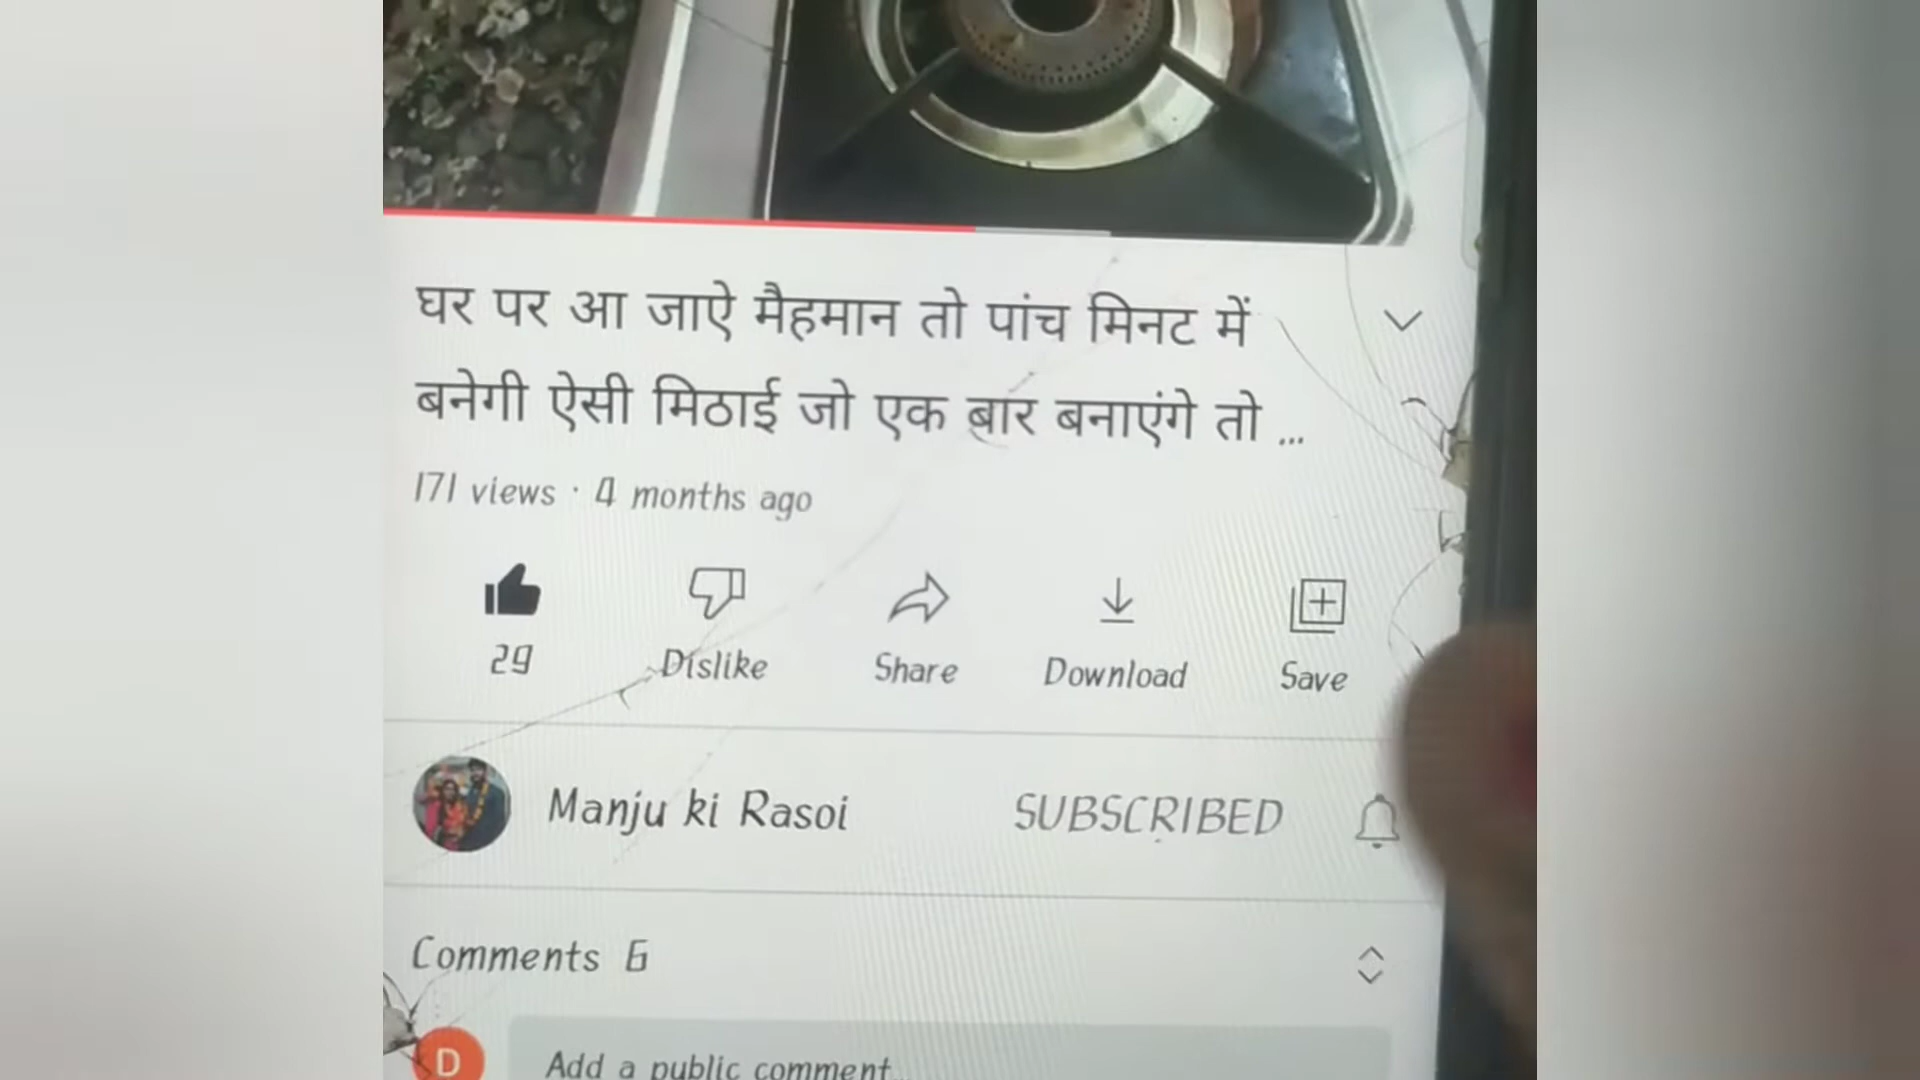 घर पर आ जाऐ मैहमान तो पांच मिनट में
बनेगी ऐसी मिठाई जो एक बार बनाएंगे तो ...
171 views · 4 months ago
29
Dislike
Share
Download
Save
Manju ki Rasoi
SUBSCRIBED
Comments 6
D
Add a public comment...